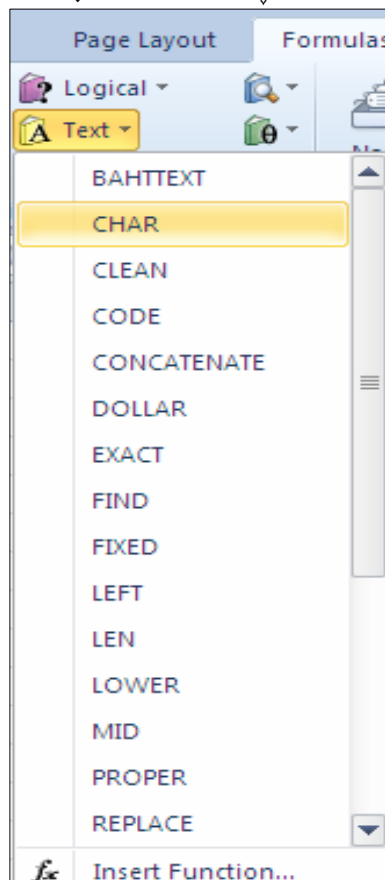 Page Layout Formulas
Logical
Text
BAHTTEXT
CHAR
CLEAN
CODE
CONCATENATE
DOLLAR
EXACT
FIND
FIXED
LEFT
LEN
LOWER
MID
PROPER
REPLACE
fx Insert Function...